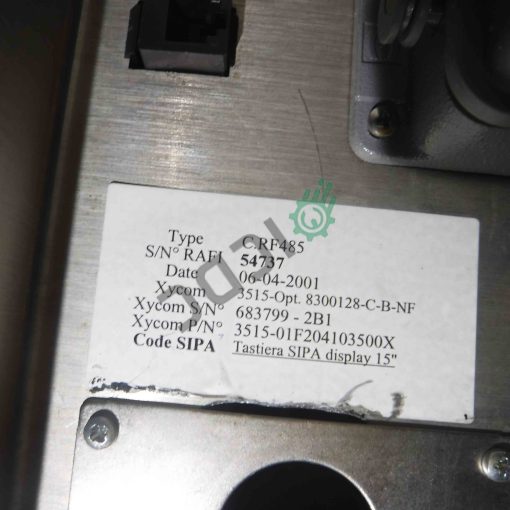 Type C.RF485
S/N° RAFI 54737
Date 06-04-2001
Xycom 3515-Opt. 8300128-C-B-NF
Xycom S/N° 683799 - 2B1
Xycom P/N° 3515-01F204103500X
Code SIPA Tastiera SIPA display 15"
ICDC